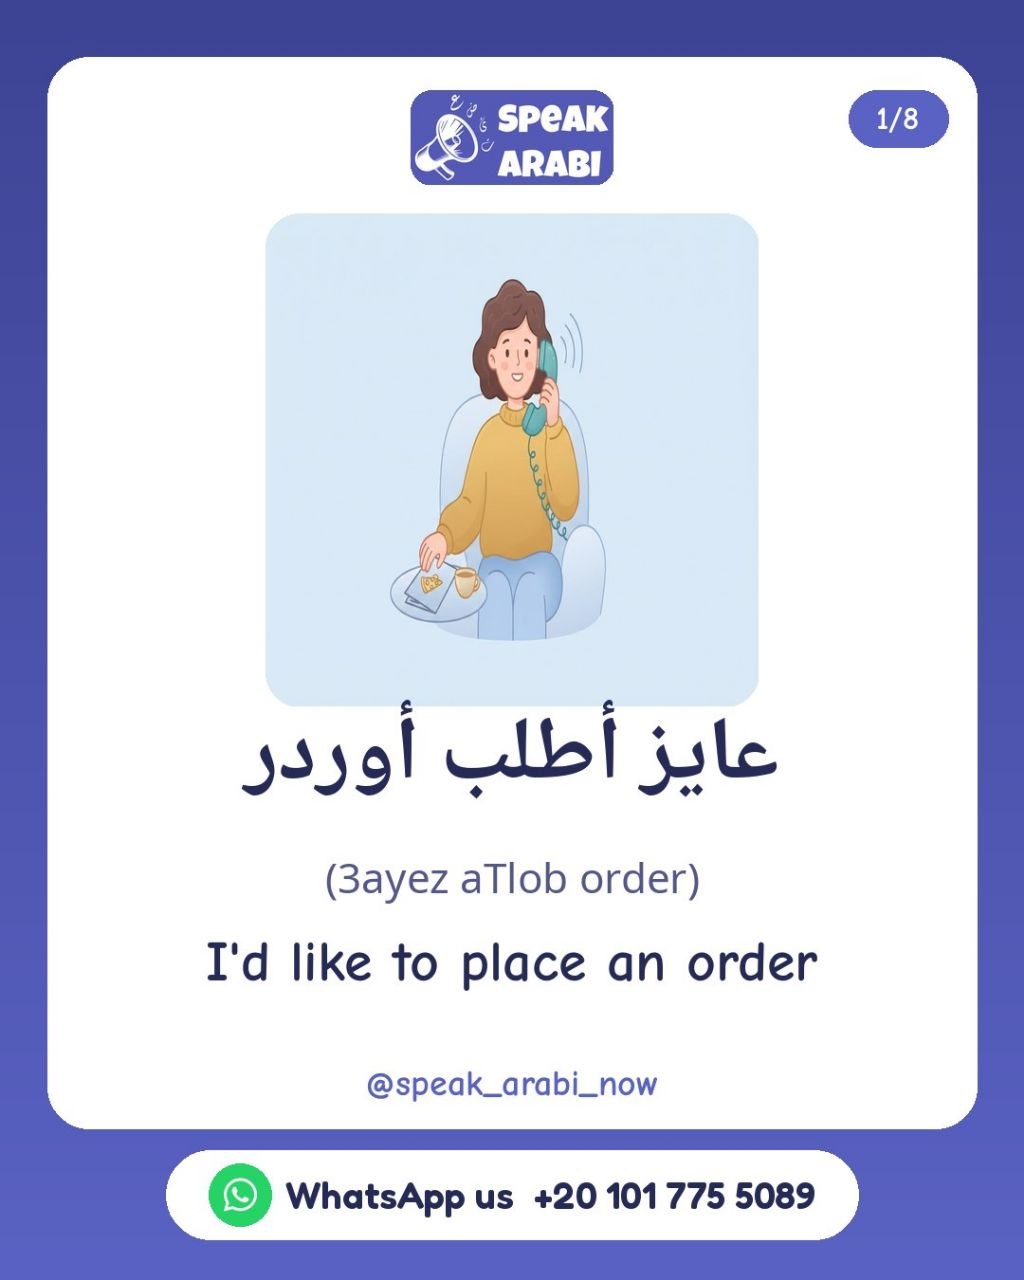 SPEAK
ARABI
1/8
عايز أطلب أوردر
(3ayez aTlob order)
I'd like to place an order
@speak_arabi_now
WhatsApp us +20 101 775 5089